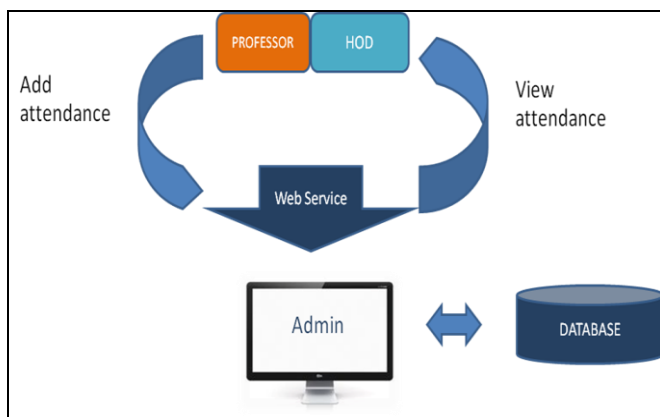 PROFESSOR
HOD
Add
attendance
View
attendance
Web Service
Admin
DATABASE